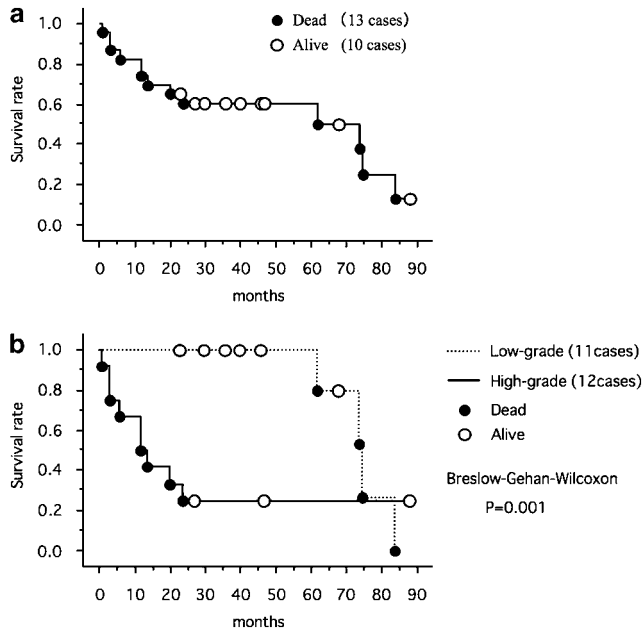 a
Dead (13 cases)
Alive (10 cases)
Survival rate
1.0
0.8
0.6
0.4
0.2
0.0
0 10 20 30 40 50 60 70 80 90
months
b
Survival rate
1.0
0.8
0.6
0.4
0.2
0.0
0 10 20 30 40 50 60 70 80 90
months
Low-grade (11cases)
High-grade (12cases)
Dead
Alive
Breslow-Gehan-Wilcoxon
P=0.001